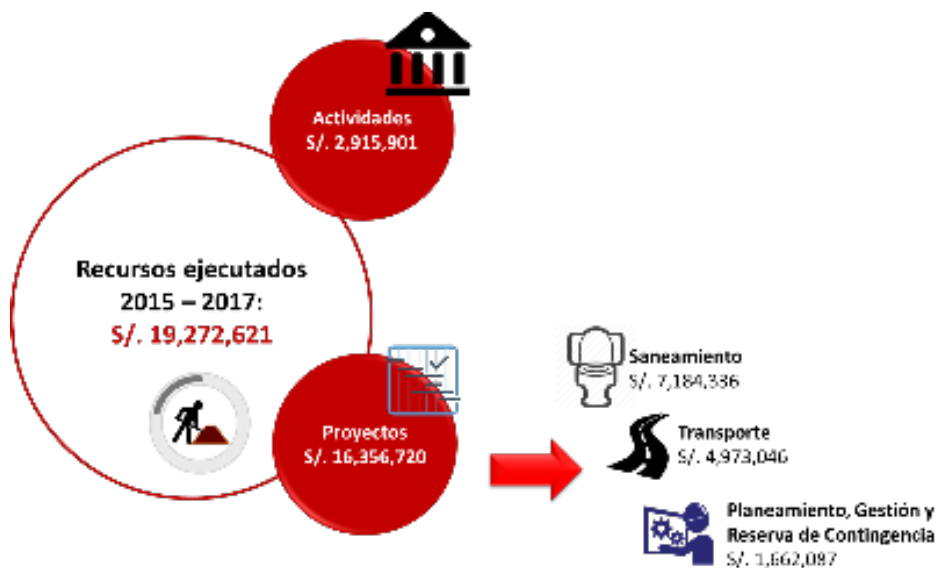 Actividades
S/. 2,915,901
Recursos ejecutados
2015 – 2017:
S/. 19,272,621
Proyectos
S/. 16,356,720
Saneamiento
S/. 7,184,336
Transporte
S/. 4,973,046
Planeamiento, Gestión y
Reserva de Contingencia
S/. 1,662,087